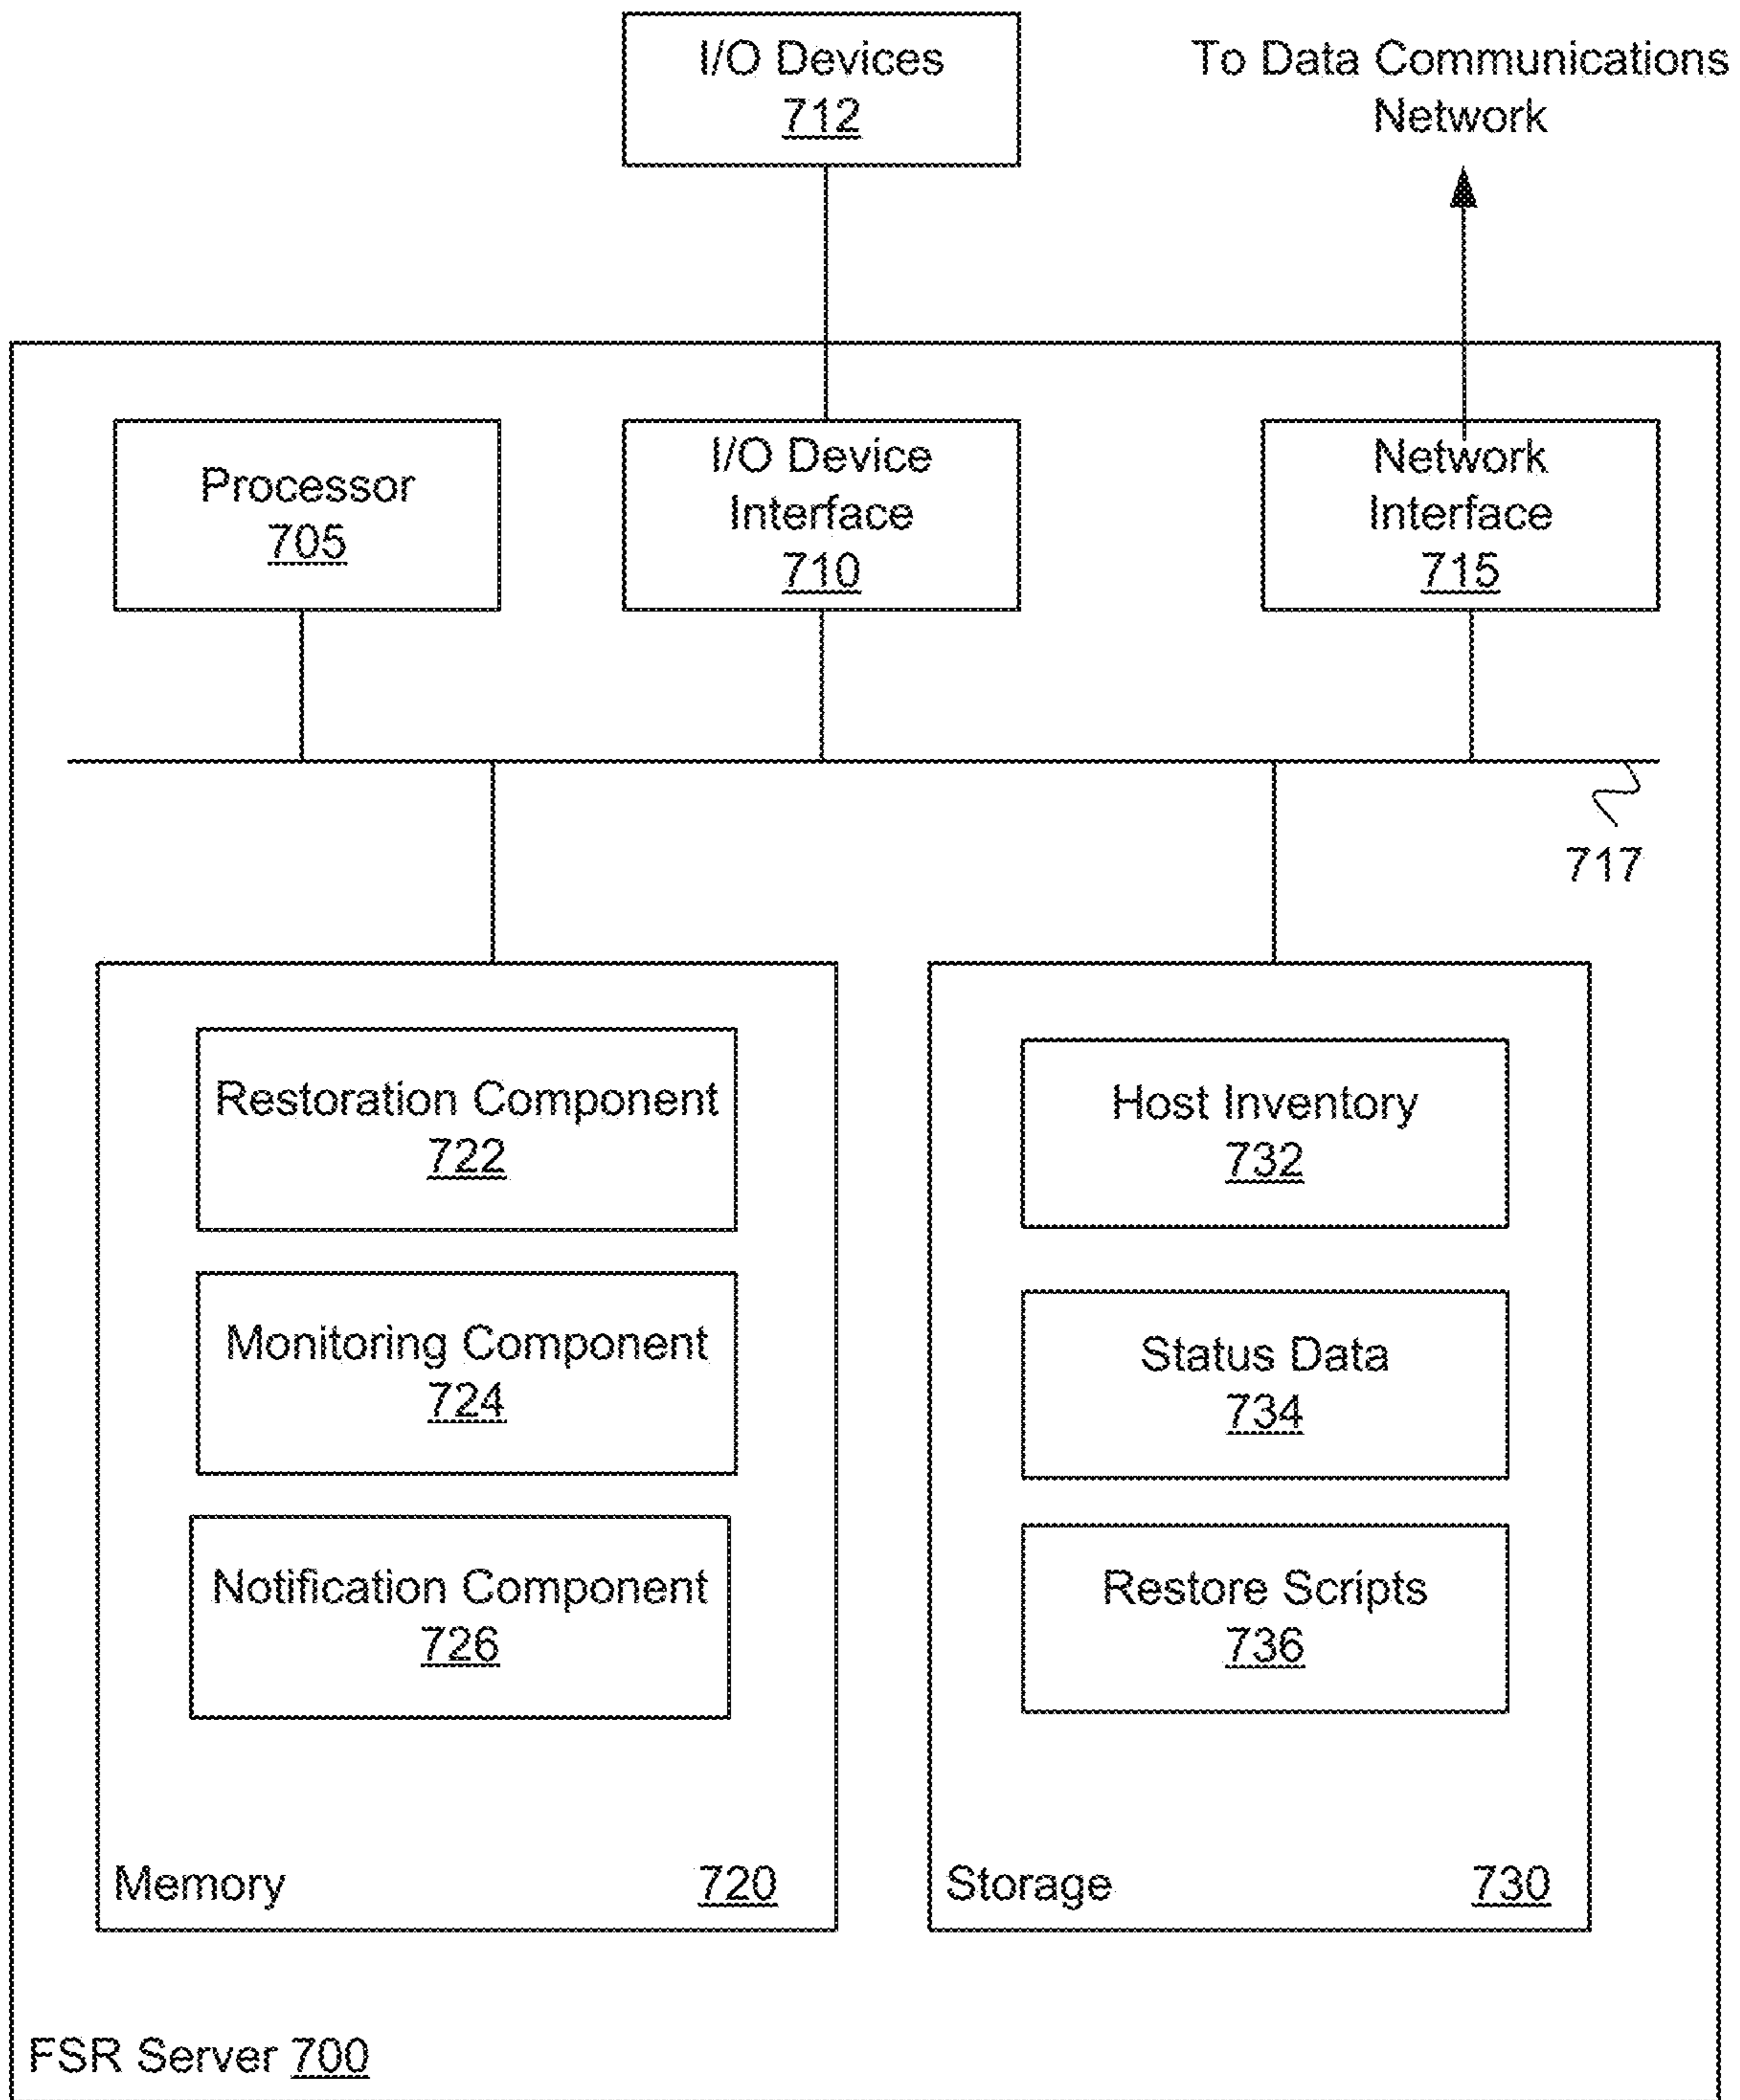 I/O Devices
712
To Data Communications
Network
Processor
705
I/O Device
Interface
710
Network
Interface
715
717
Restoration Component
722
Monitoring Component
724
Notification Component
726
Memory
720
Host Inventory
732
Status Data
734
Restore Scripts
736
Storage
730
FSR Server 700